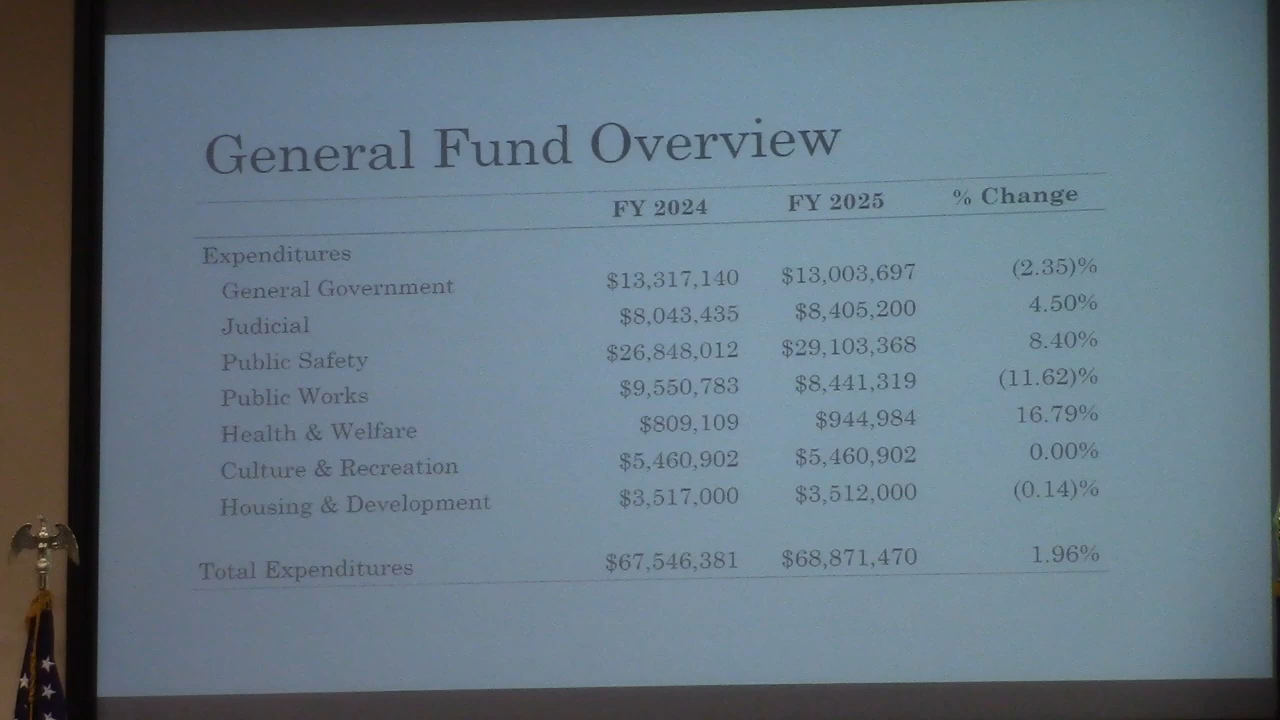 General Fund Overview
FY 2024 FY 2025 % Change
Expenditures
General Government $13,317,140 $13,003,697 (2.35)%
Judicial $8,043,435 $8,405,200 4.50%
Public Safety $26,848,012 $29,103,368 8.40%
Public Works $9,550,783 $8,441,319 (11.62)%
Health & Welfare $809,109 $944,984 16.79%
Culture & Recreation $5,460,902 $5,460,902 0.00%
Housing & Development $3,517,000 $3,512,000 (0.14)%
Total Expenditures $67,546,381 $68,871,470 1.96%